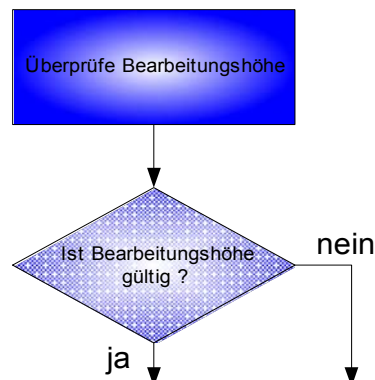 Überprüfe Bearbeitungshöhe
Ist Bearbeitungshöhe
gültig ?
nein
ja